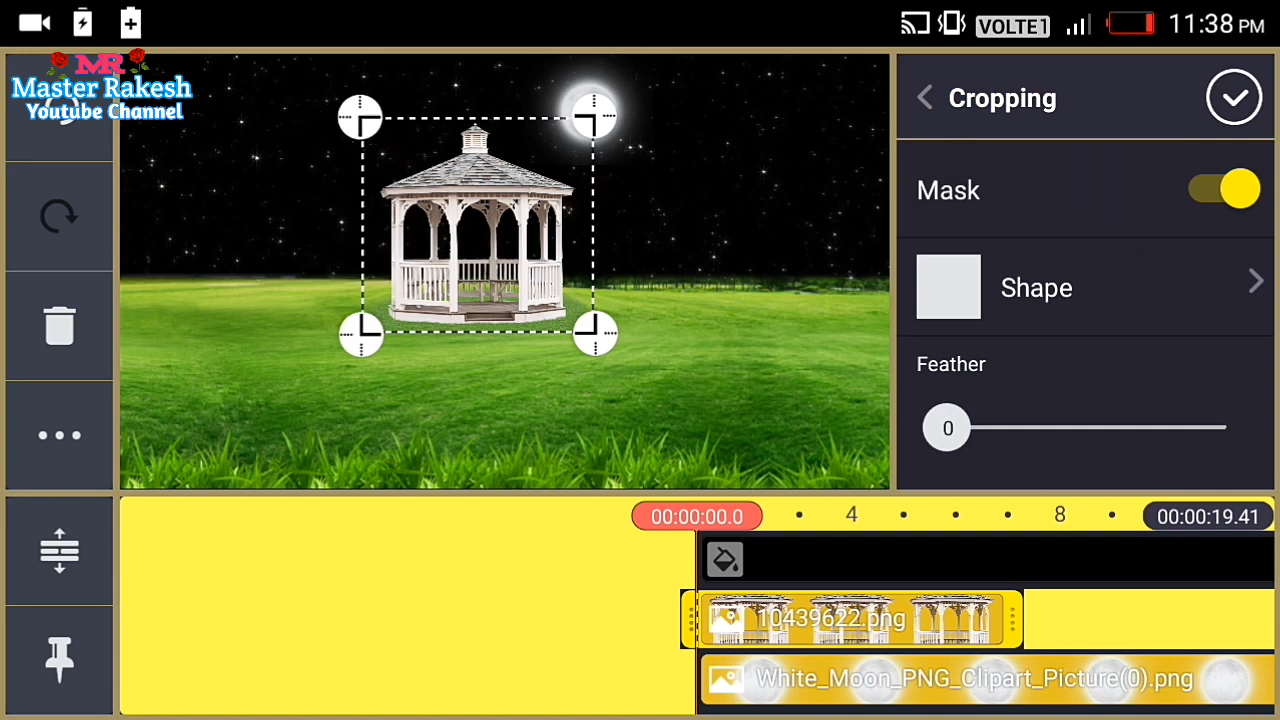 VOLTE1
11:38 PM
MR
Master Rakesh
Youtube Channel
Cropping
Mask
Shape
Feather
0
00:00:00.0
4
8
00:00:19.41
10439622.png
White_Moon_PNG_Clipart_Picture(0).png